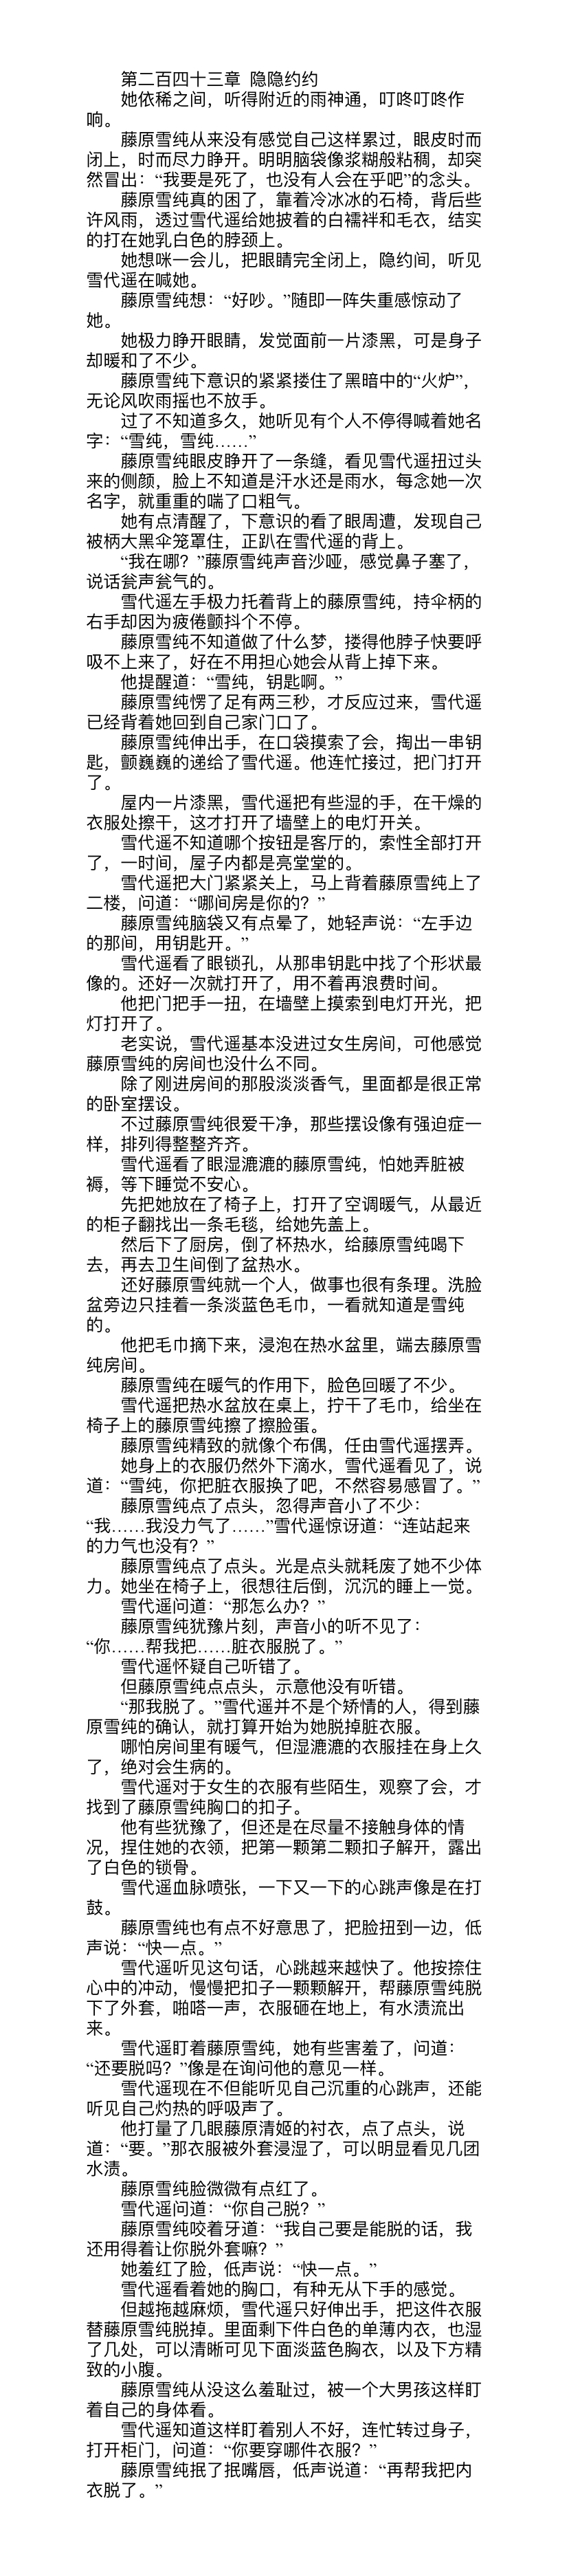 第二百四十三章 隐隐约约
她依稀之间，听得附近的雨神通，叮咚叮咚作
响。
藤原雪纯从来没有感觉自己这样累过，眼皮时而
闭上，时而尽力睁开。明明脑袋像浆糊般粘稠，却突
然冒出：“我要是死了，也没有人会在乎吧”的念头。
藤原雪纯真的困了，靠着冷冰冰的石椅，背后些
许风雨，透过雪代遥给她披着的白襦袢和毛衣，结实
的打在她乳白色的脖颈上。
她想咪一会儿，把眼睛完全闭上，隐约间，听见
雪代遥在喊她。
藤原雪纯想：“好吵。”随即一阵失重感惊动了
她。
她极力睁开眼睛，发觉面前一片漆黑，可是身子
却暖和了不少。
藤原雪纯下意识的紧紧搂住了黑暗中的“火炉”，
无论风吹雨摇也不放手。
过了不知道多久，她听见有个人不停得喊着她名
字：“雪纯，雪纯……”
藤原雪纯眼皮睁开了一条缝，看见雪代遥扭过头
来的侧颜，脸上不知道是汗水还是雨水，每念她一次
名字，就重重的喘了口粗气。
她有点清醒了，下意识的看了眼周遭，发现自己
被柄大黑伞笼罩住，正趴在雪代遥的背上。
“我在哪？”藤原雪纯声音沙哑，感觉鼻子塞了，
说话瓮声瓮气的。
雪代遥左手极力托着背上的藤原雪纯，持伞柄的
右手却因为疲倦颤抖个不停。
藤原雪纯不知道做了什么梦，搂得他脖子快要呼
吸不上来了，好在不用担心她会从背上掉下来。
他提醒道：“雪纯，钥匙啊。”
藤原雪纯愣了足有两三秒，才反应过来，雪代遥
已经背着她回到自己家门口了。
藤原雪纯伸出手，在口袋摸索了会，掏出一串钥
匙，颤巍巍的递给了雪代遥。他连忙接过，把门打开
了。
屋内一片漆黑，雪代遥把有些湿的手，在干燥的
衣服处擦干，这才打开了墙壁上的电灯开关。
雪代遥不知道哪个按钮是客厅的，索性全部打开
了，一时间，屋子内都是亮堂堂的。
雪代遥把大门紧紧关上，马上背着藤原雪纯上了
二楼，问道：“哪间房是你的？”
藤原雪纯脑袋又有点晕了，她轻声说：“左手边
的那间，用钥匙开。”
雪代遥看了眼锁孔，从那串钥匙中找了个形状最
像的。还好一次就打开了，用不着再浪费时间。
他把门把手一扭，在墙壁上摸索到电灯开光，把
灯打开了。
老实说，雪代遥基本没进过女生房间，可他感觉
藤原雪纯的房间也没什么不同。
除了刚进房间的那股淡淡香气，里面都是很正常
的卧室摆设。
不过藤原雪纯很爱干净，那些摆设像有强迫症一
样，排列得整整齐齐。
雪代遥看了眼湿漉漉的藤原雪纯，怕她弄脏被
褥，等下睡觉不安心。
先把她放在了椅子上，打开了空调暖气，从最近
的柜子翻找出一条毛毯，给她先盖上。
然后下了厨房，倒了杯热水，给藤原雪纯喝下
去，再去卫生间倒了盆热水。
还好藤原雪纯就一个人，做事也很有条理。洗脸
盆旁边只挂着一条淡蓝色毛巾，一看就知道是雪纯
的。
他把毛巾摘下来，浸泡在热水盆里，端去藤原雪
纯房间。
藤原雪纯在暖气的作用下，脸色回暖了不少。
雪代遥把热水盆放在桌上，拧干了毛巾，给坐在
椅子上的藤原雪纯擦了擦脸蛋。
藤原雪纯精致的就像个布偶，任由雪代遥摆弄。
她身上的衣服仍然外下滴水，雪代遥看见了，说
道：“雪纯，你把脏衣服换了吧，不然容易感冒了。”
藤原雪纯点了点头，忽得声音小了不少：
“我……我没力气了……”雪代遥惊讶道：“连站起来
的力气也没有？”
藤原雪纯点了点头。光是点头就耗废了她不少体
力。她坐在椅子上，很想往后倒，沉沉的睡上一觉。
雪代遥问道：“那怎么办？”
藤原雪纯犹豫片刻，声音小的听不见了：
“你……帮我把……脏衣服脱了。”
雪代遥怀疑自己听错了。
但藤原雪纯点点头，示意他没有听错。
“那我脱了。”雪代遥并不是个矫情的人，得到藤
原雪纯的确认，就打算开始为她脱掉脏衣服。
哪怕房间里有暖气，但湿漉漉的衣服挂在身上久
了，绝对会生病的。
雪代遥对于女生的衣服有些陌生，观察了会，才
找到了藤原雪纯胸口的扣子。
他有些犹豫了，但还是在尽量不接触身体的情
况，捏住她的衣领，把第一颗第二颗扣子解开，露出
了白色的锁骨。
雪代遥血脉喷张，一下又一下的心跳声像是在打
鼓。
藤原雪纯也有点不好意思了，把脸扭到一边，低
声说：“快一点。”
雪代遥听见这句话，心跳越来越快了。他按捺住
心中的冲动，慢慢把扣子一颗颗解开，帮藤原雪纯脱
下了外套，啪嗒一声，衣服砸在地上，有水渍流出
来。
雪代遥盯着藤原雪纯，她有些害羞了，问道：
“还要脱吗？”像是在询问他的意见一样。
雪代遥现在不但能听见自己沉重的心跳声，还能
听见自己灼热的呼吸声了。
他打量了几眼藤原清姬的衬衣，点了点头，说
道：“要。”那衣服被外套浸湿了，可以明显看见几团
水渍。
藤原雪纯脸微微有点红了。
雪代遥问道：“你自己脱？”
藤原雪纯咬着牙道：“我自己要是能脱的话，我
还用得着让你脱外套嘛？”
她羞红了脸，低声说：“快一点。”
雪代遥看着她的胸口，有种无从下手的感觉。
但越拖越麻烦，雪代遥只好伸出手，把这件衣服
替藤原雪纯脱掉。里面剩下件白色的单薄内衣，也湿
了几处，可以清晰可见下面淡蓝色胸衣，以及下方精
致的小腹。
藤原雪纯从没这么羞耻过，被一个大男孩这样盯
着自己的身体看。
雪代遥知道这样盯着别人不好，连忙转过身子，
打开柜门，问道：“你要穿哪件衣服？”
藤原雪纯抿了抿嘴唇，低声说道：“再帮我把内
衣脱了。”